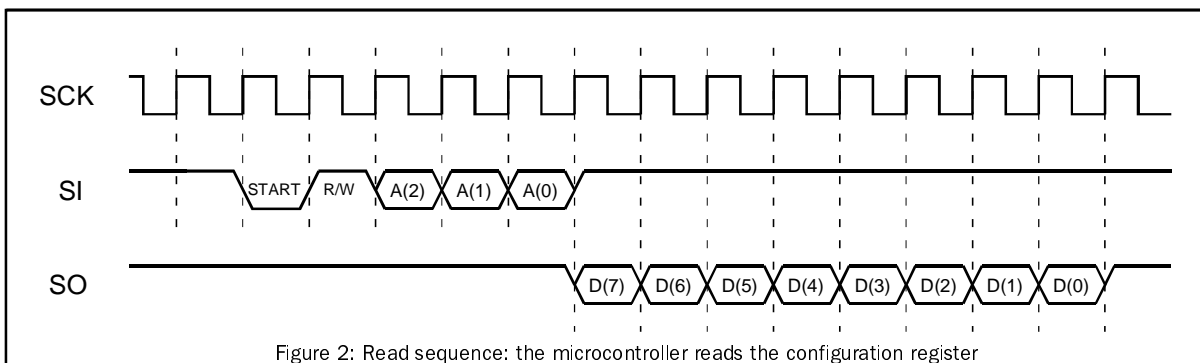 SCK
SI START R/W A(2) A(1) A(0)
SO D(7) D(6) D(5) D(4) D(3) D(2) D(1) D(0)
Figure 2: Read sequence: the microcontroller reads the configuration register